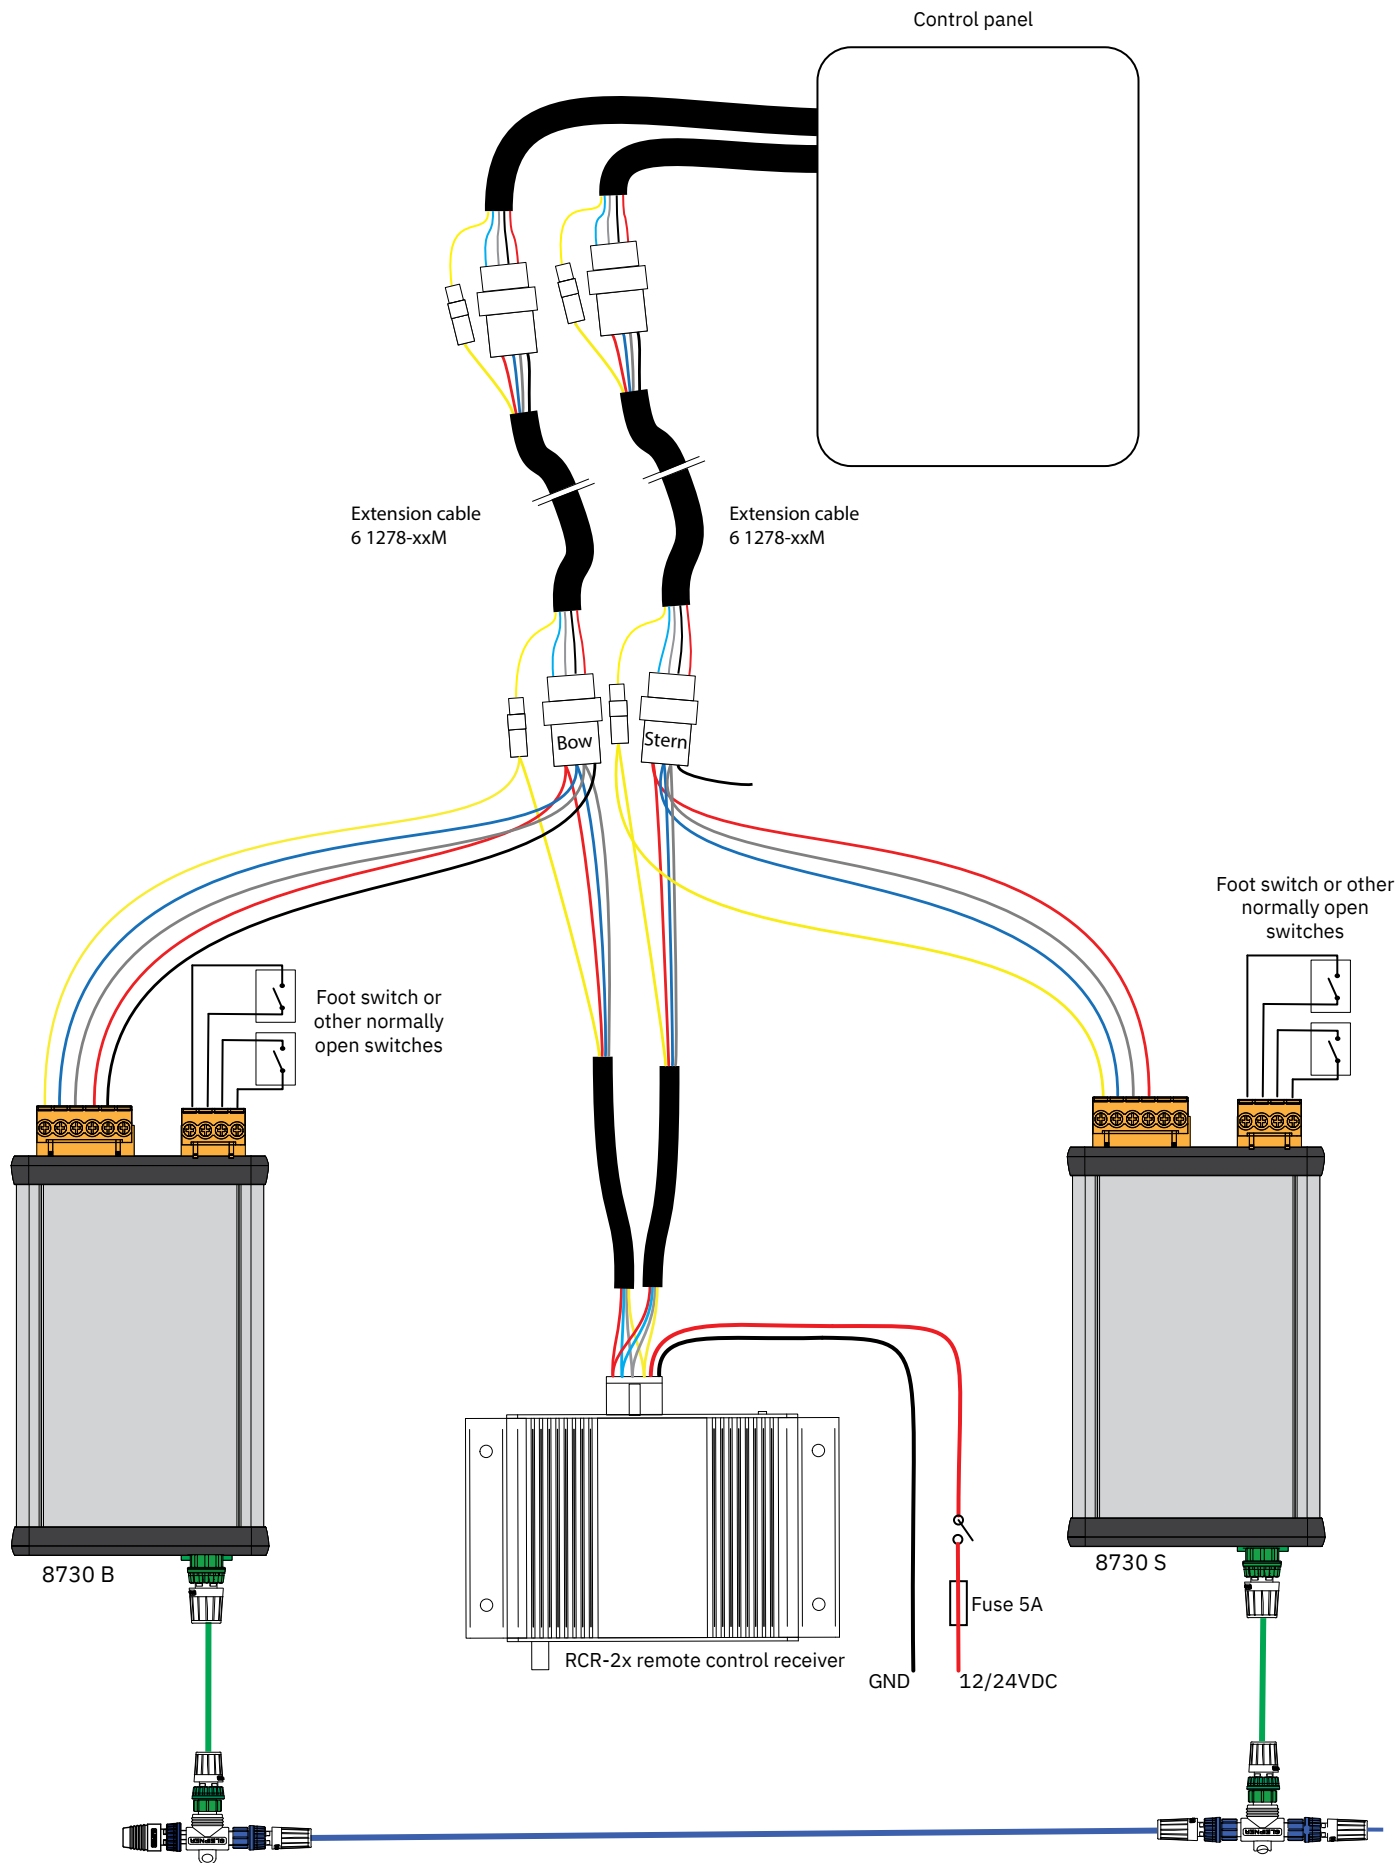 Control panel
Extension cable
6 1278-xxM
Extension cable
6 1278-xxM
Bow
Stern
Foot switch or other
normally open
switches
Foot switch or
other normally
open switches
8730 B
8730 S
Fuse 5A
RCR-2x remote control receiver
GND
12/24VDC
SLEIPNER
SLEIPNER